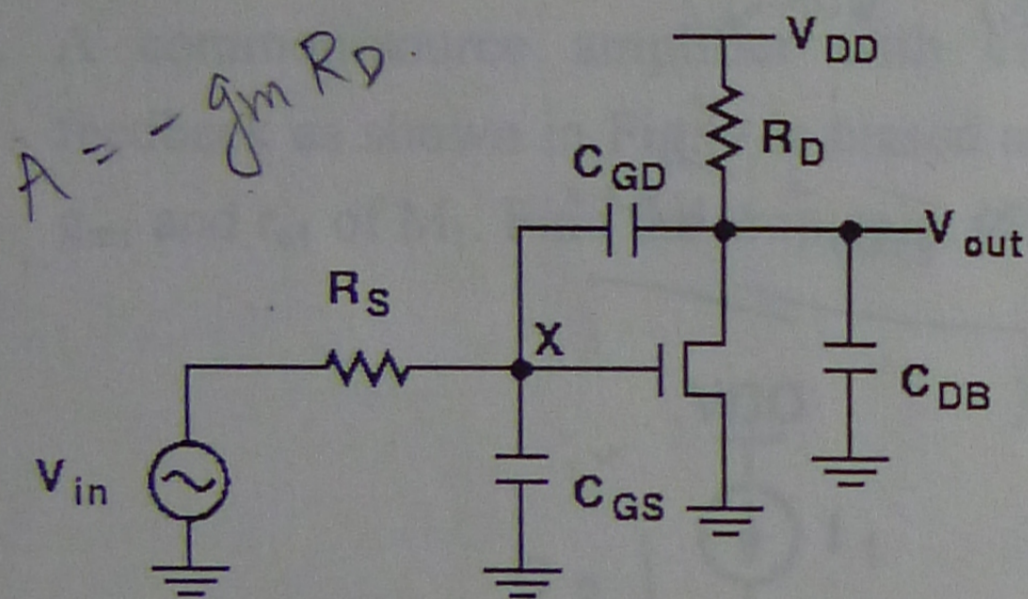 A = - gm RD
VDD
RD
CGD
Vout
RS
X
CDB
Vin
CGS